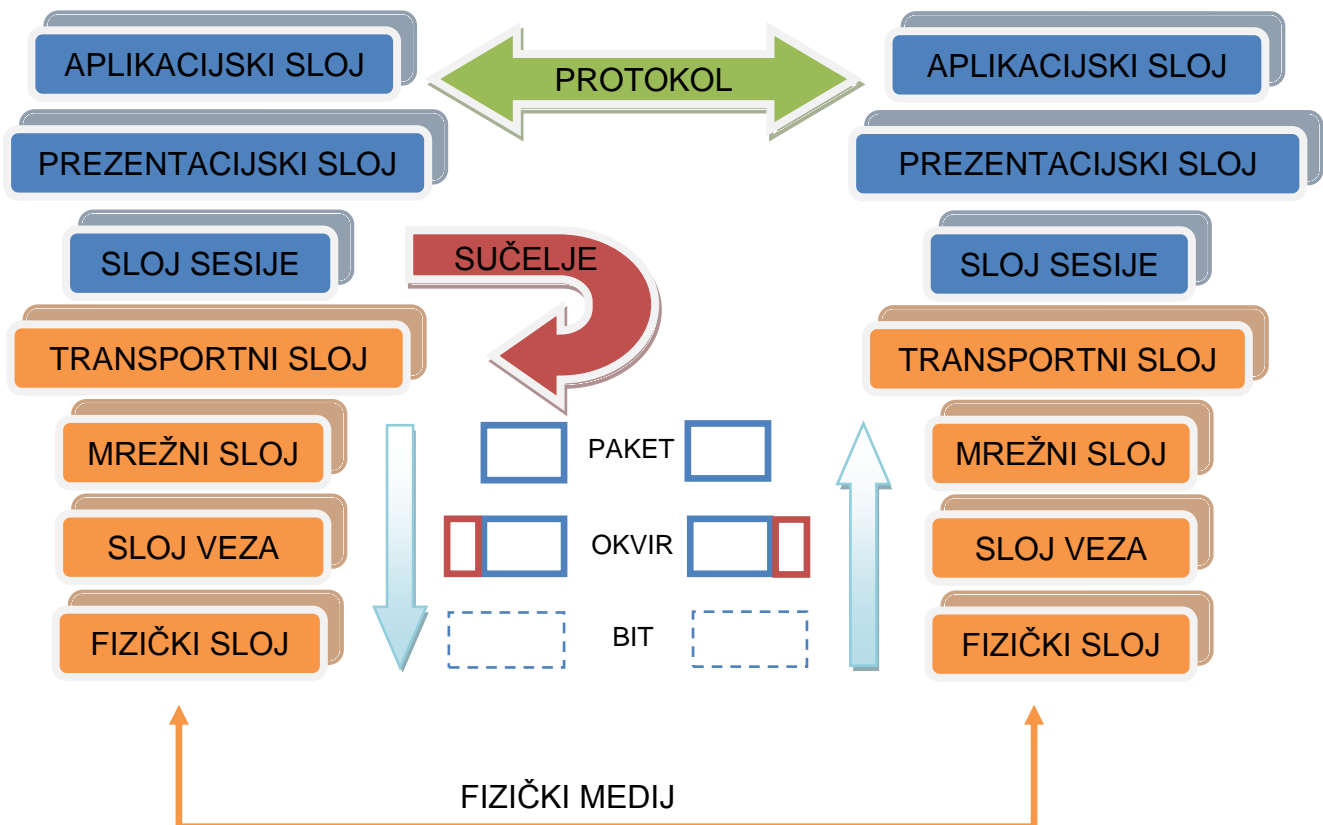 APLIKACIJSKI SLOJ
PROTOKOL
APLIKACIJSKI SLOJ
PREZENTACIJSKI SLOJ
PREZENTACIJSKI SLOJ
SLOJ SESIJE
SUČELJE
SLOJ SESIJE
TRANSPORTNI SLOJ
TRANSPORTNI SLOJ
MREŽNI SLOJ
PAKET
MREŽNI SLOJ
SLOJ VEZA
OKVIR
SLOJ VEZA
FIZIČKI SLOJ
BIT
FIZIČKI SLOJ
FIZIČKI MEDIJ